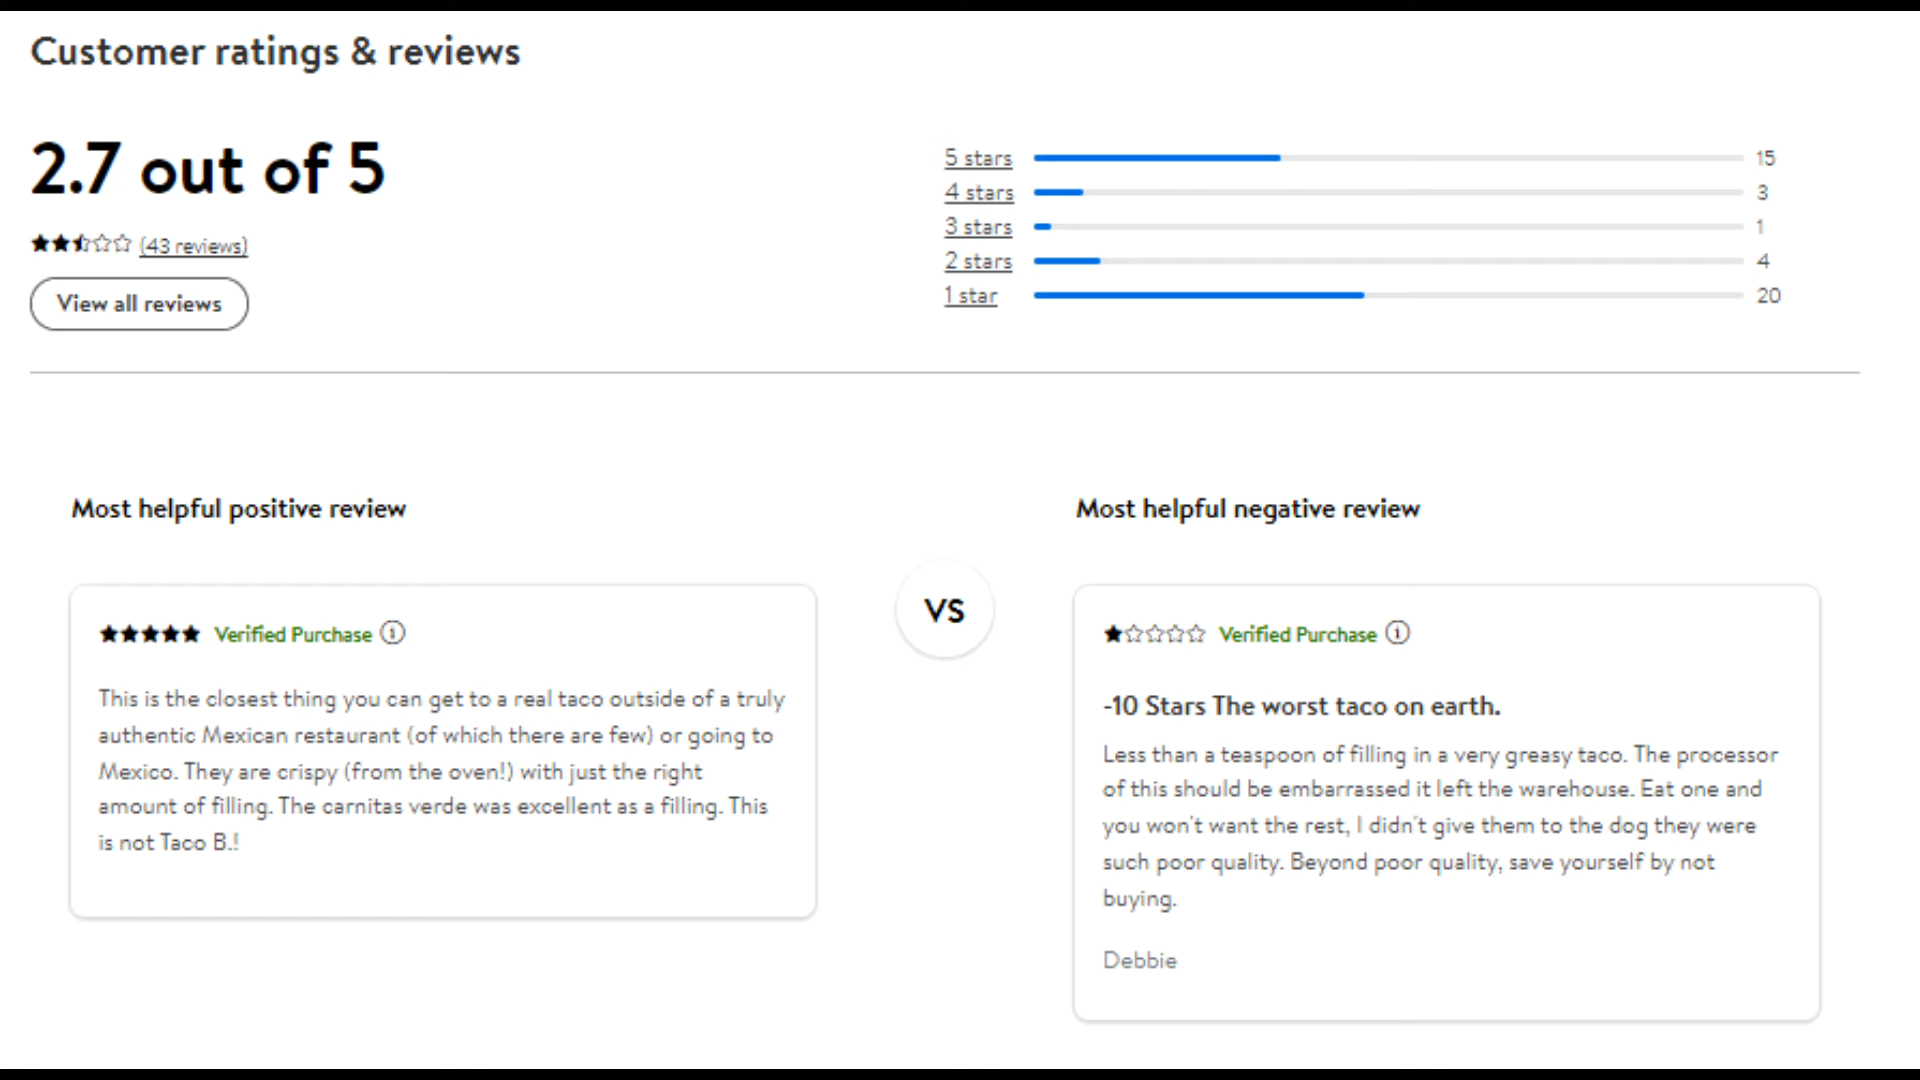 Customer ratings & reviews
2.7 out of 5
(43 reviews)
View all reviews
5 stars 15
4 stars 3
3 stars 1
2 stars 4
1 star 20
Most helpful positive review
Verified Purchase
This is the closest thing you can get to a real taco outside of a truly
authentic Mexican restaurant (of which there are few) or going to
Mexico. They are crispy (from the oven!) with just the right
amount of filling. The carnitas verde was excellent as a filling. This
is not Taco B.!
VS
Most helpful negative review
Verified Purchase
-10 Stars The worst taco on earth.
Less than a teaspoon of filling in a very greasy taco. The processor
of this should be embarrassed it left the warehouse. Eat one and
you won't want the rest, I didn't give them to the dog they were
such poor quality. Beyond poor quality, save yourself by not
buying.
Debbie